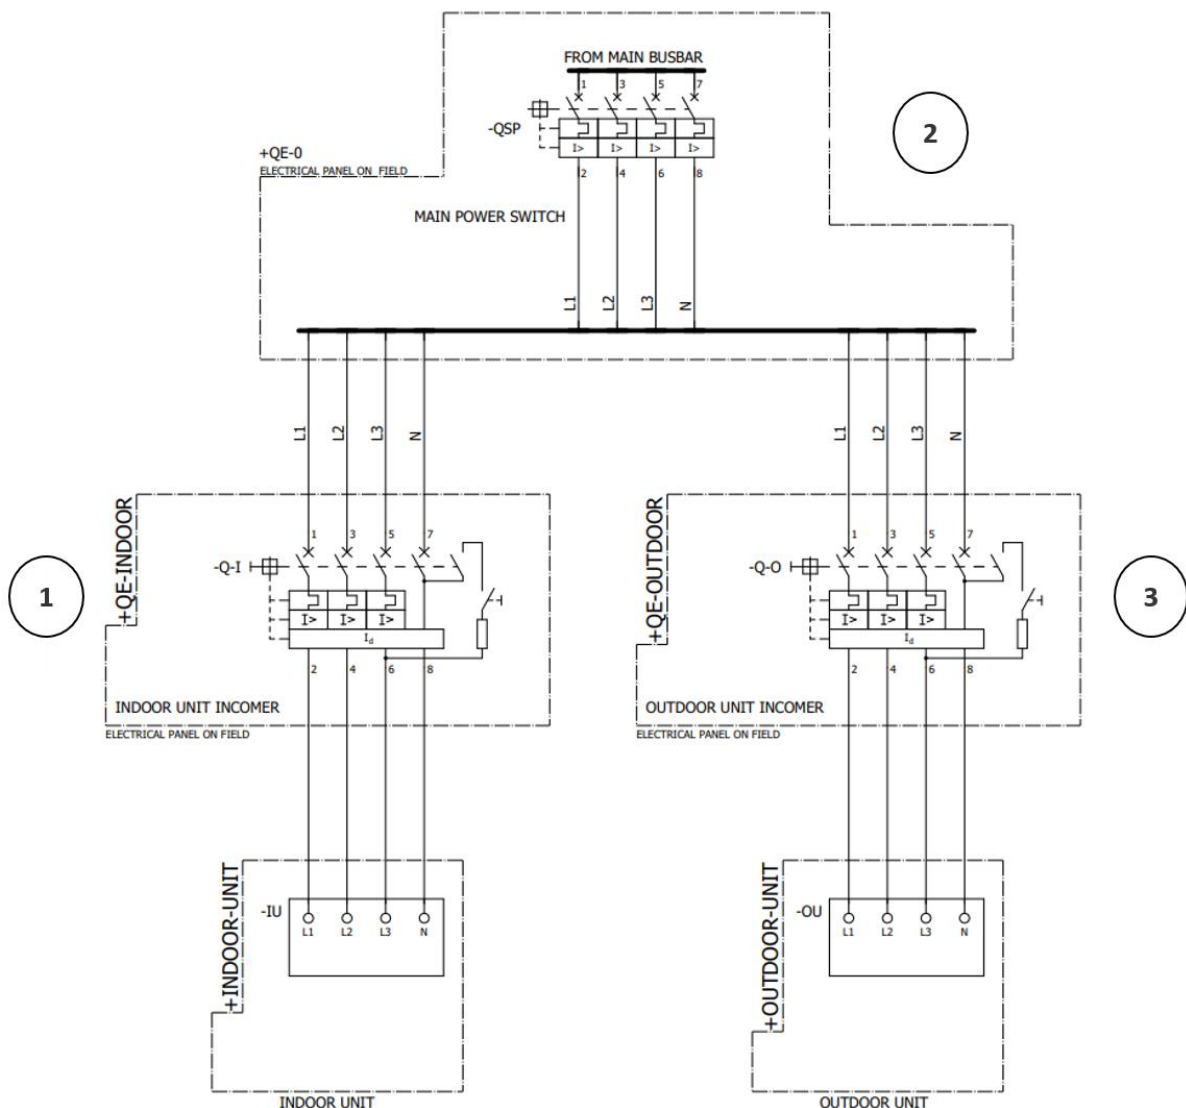 FROM MAIN BUSBAR
1 3 5 7
-QSP
I> I> I> I>
2 4 6 8
2
+QE-0
ELECTRICAL PANEL ON FIELD
MAIN POWER SWITCH
L1 L2 L3 N
L1 L2 L3 N
L1 L2 L3 N
1
+QE-INDOOR
1 3 5 7
-Q-I
I> I> I>
Id
2 4 6 8
INDOOR UNIT INCOMER
ELECTRICAL PANEL ON FIELD
+QE-OUTDOOR
1 3 5 7
-Q-O
I> I> I>
Id
2 4 6 8
OUTDOOR UNIT INCOMER
ELECTRICAL PANEL ON FIELD
3
+INDOOR-UNIT
-IU
L1 L2 L3 N
INDOOR UNIT
+OUTDOOR-UNIT
-OU
L1 L2 L3 N
OUTDOOR UNIT